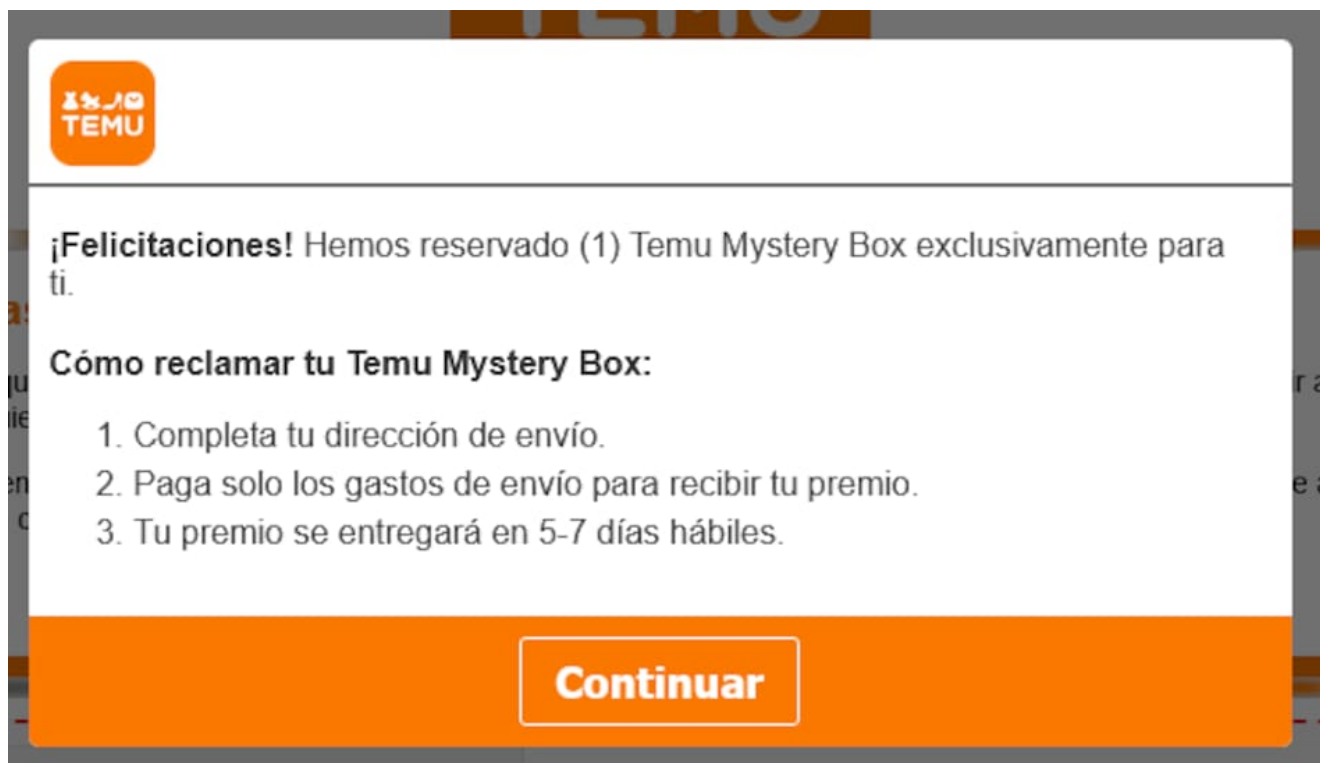 TEMU
TEMU
¡Felicitaciones! Hemos reservado (1) Temu Mystery Box exclusivamente para
ti.
Cómo reclamar tu Temu Mystery Box:
1. Completa tu dirección de envío.
2. Paga solo los gastos de envío para recibir tu premio.
3. Tu premio se entregará en 5-7 días hábiles.
Continuar